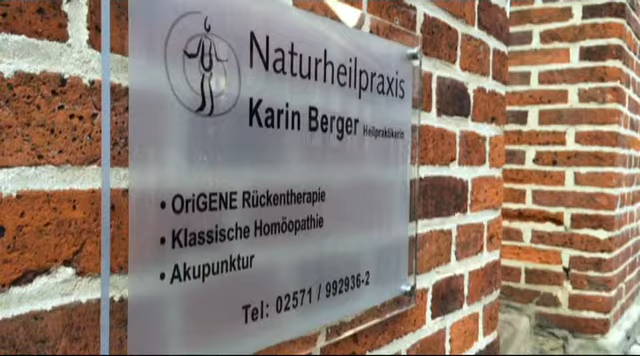 Naturheilpraxis
Karin Berger Heilpraktikerin
• OriGENE Rückentherapie
• Klassische Homöopathie
• Akupunktur
Tel: 02571 / 992936-2